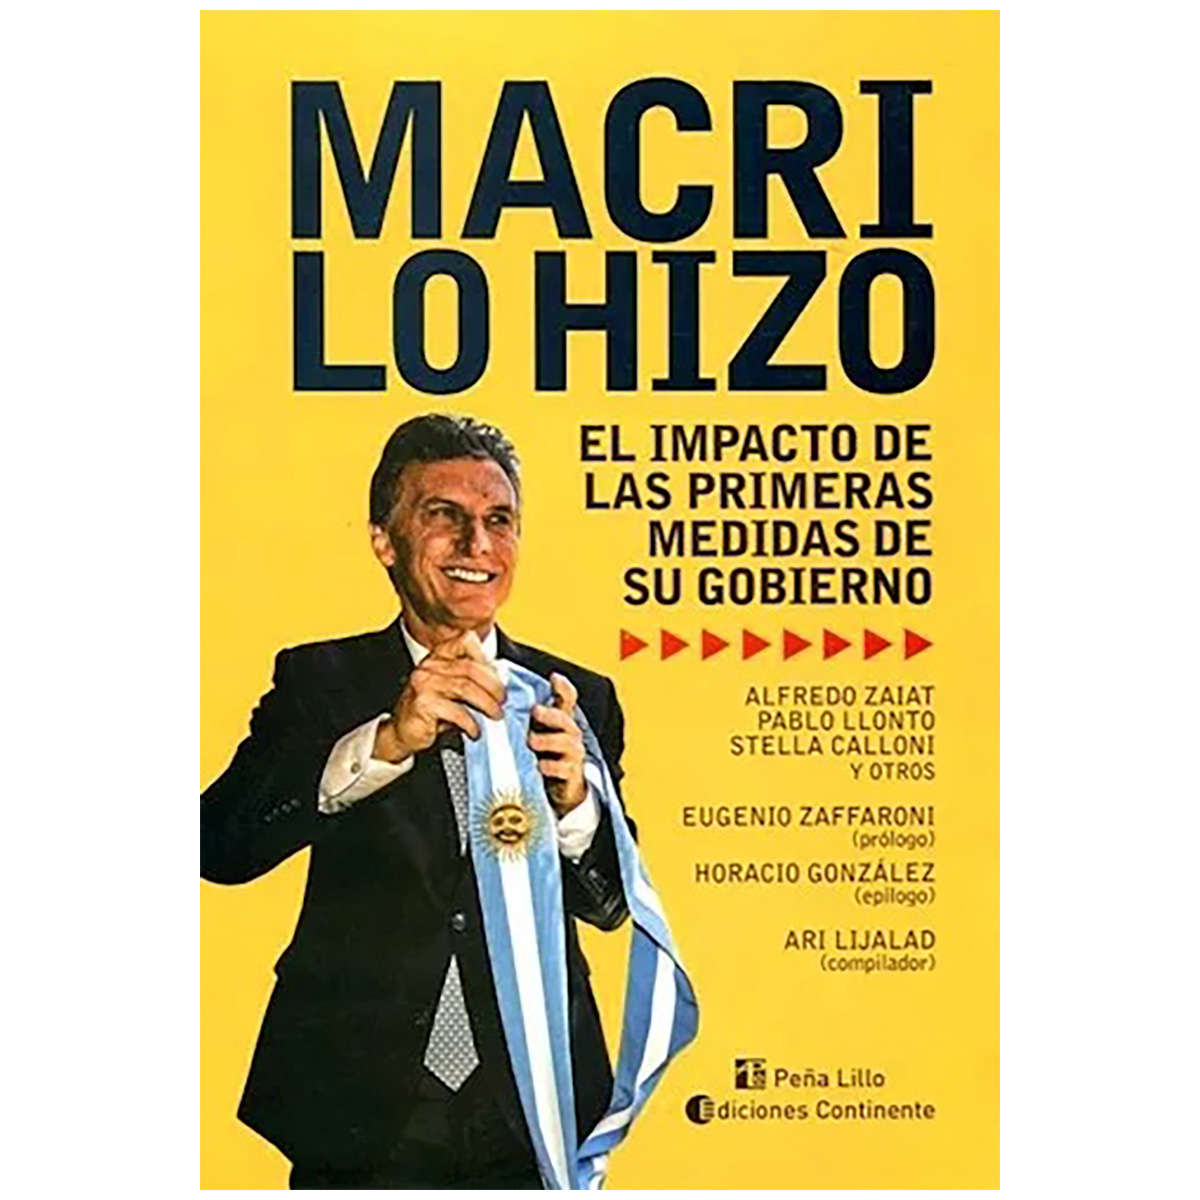 MACRI
LO HIZO
EL IMPACTO DE
LAS PRIMERAS
MEDIDAS DE
SU GOBIERNO
ALFREDO ZAIAT
PABLO LLONTO
STELLA CALLONI
Y OTROS
EUGENIO ZAFFARONI
(prólogo)
HORACIO GONZÁLEZ
(epílogo)
ARI LIJALAD
(compilador)
Peña Lillo
Ediciones Continente